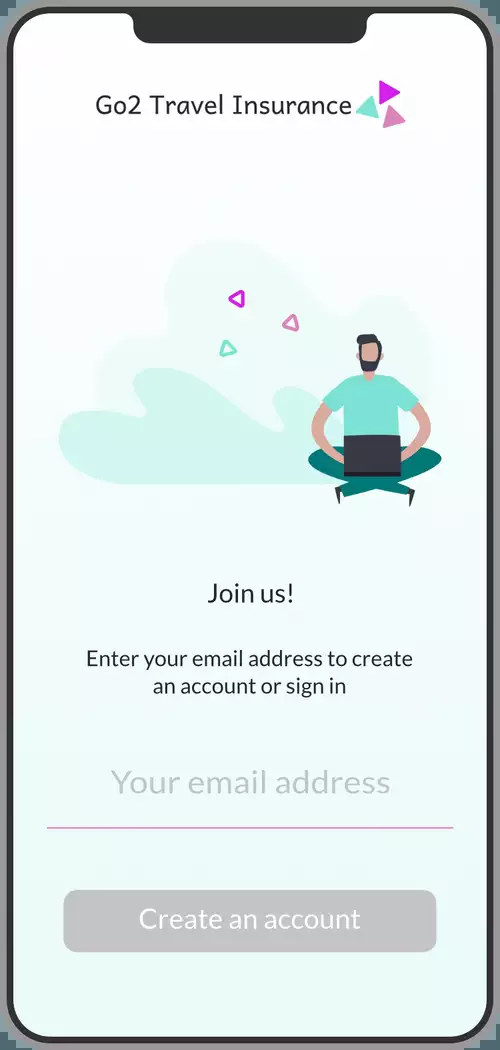 Go2 Travel Insurance
Join us!
Enter your email address to create
an account or sign in
Your email address
Create an account